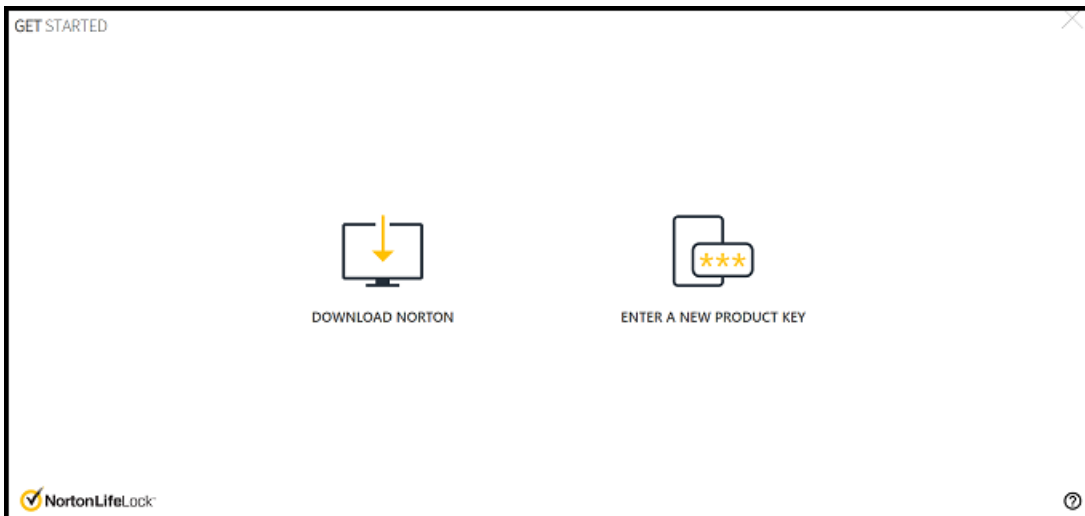 GET STARTED
***
DOWNLOAD NORTON
ENTER A NEW PRODUCT KEY
NortonLifeLock
?